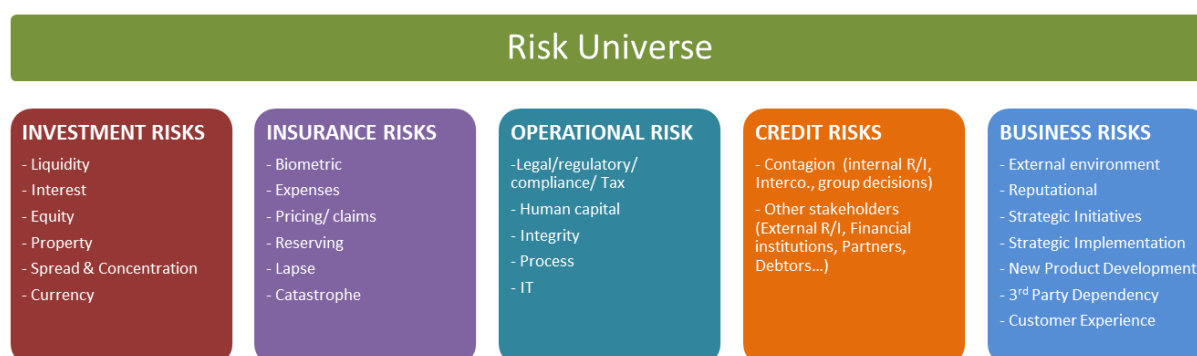 Risk Universe
INVESTMENT RISKS
- Liquidity
- Interest
- Equity
- Property
- Spread & Concentration
- Currency
INSURANCE RISKS
- Biometric
- Expenses
- Pricing/ claims
- Reserving
- Lapse
- Catastrophe
OPERATIONAL RISK
-Legal/regulatory/
compliance/ Tax
- Human capital
- Integrity
- Process
- IT
CREDIT RISKS
- Contagion  (internal R/I,
Interco., group decisions)
- Other stakeholders
(External R/I, Financial
institutions, Partners,
Debtors...)
BUSINESS RISKS
- External environment
- Reputational
- Strategic Initiatives
- Strategic Implementation
- New Product Development
- 3rd Party Dependency
- Customer Experience